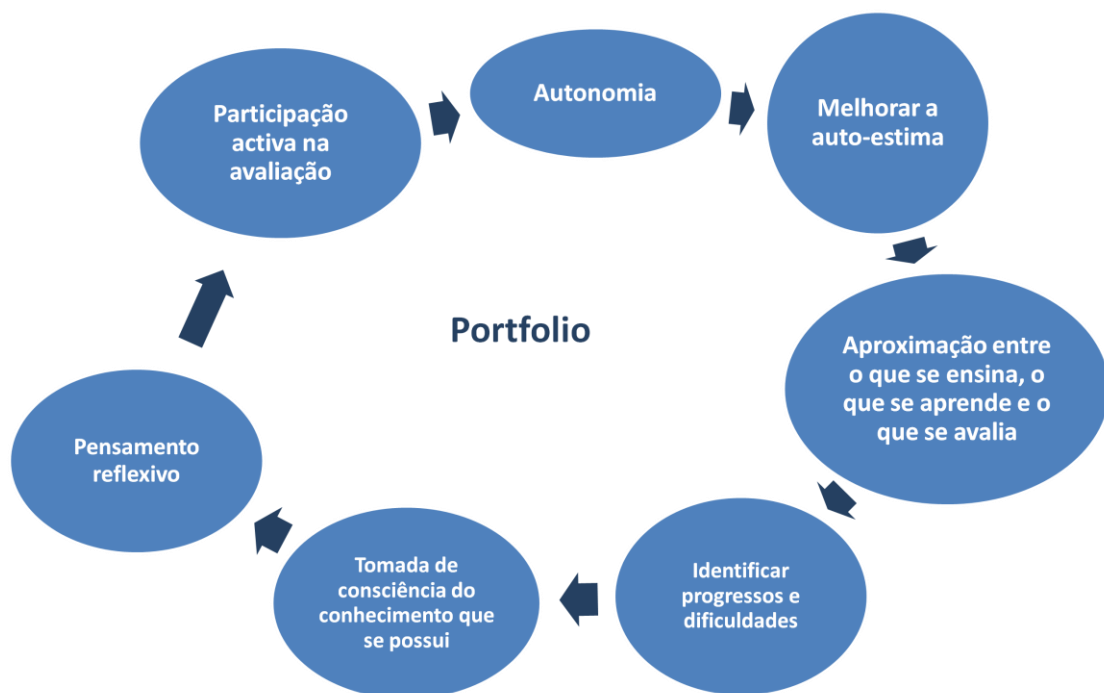 Participação
activa na
avaliação
Autonomia
Melhorar a
auto-estima
Aproximação entre
o que se ensina, o
que se aprende e o
que se avalia
Identificar
progressos e
dificuldades
Tomada de
consciência do
conhecimento que
se possui
Pensamento
reflexivo
Portfolio